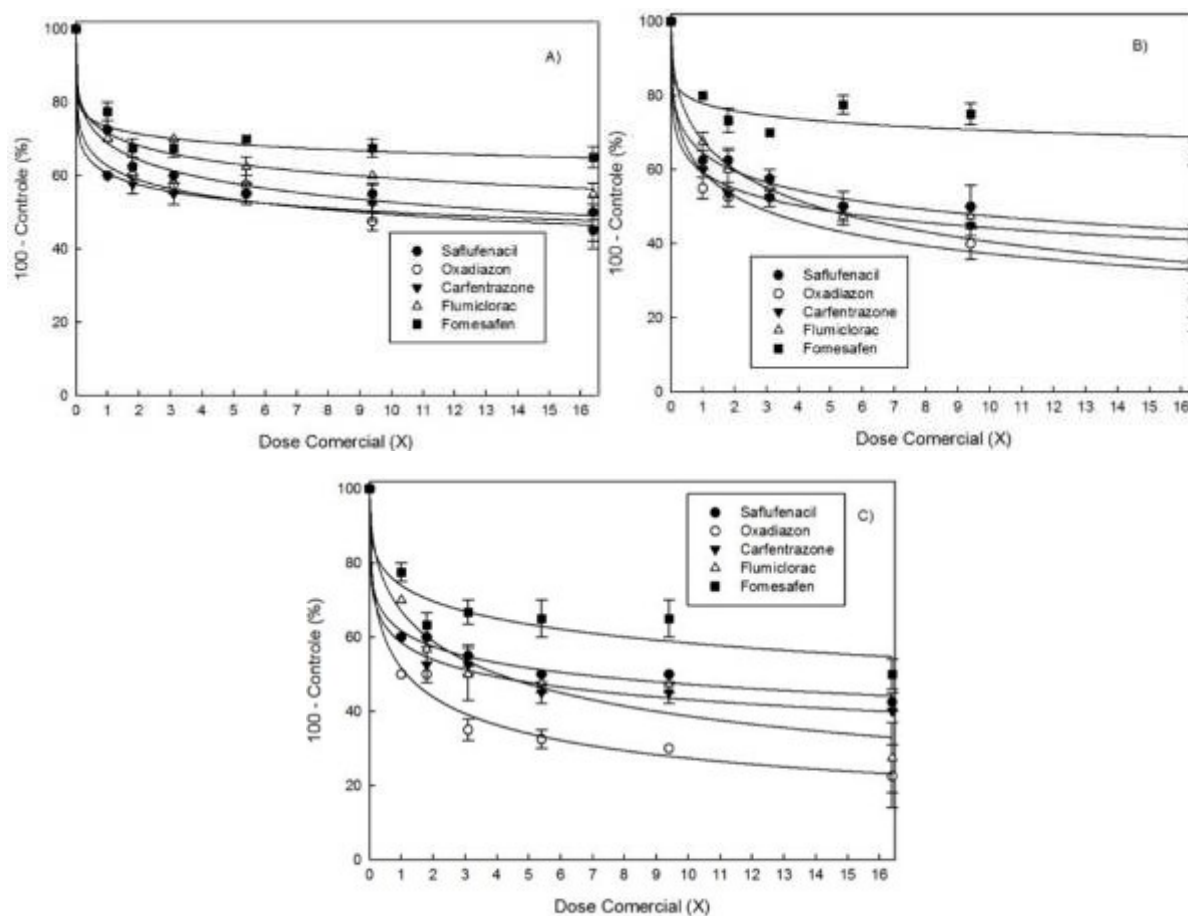 A)
100 - Controle (%)
100
80
60
40
20
0
Saflufenacil
Oxadiazon
Carfentrazone
Flumiclorac
Fomesafen
0 1 2 3 4 5 6 7 8 9 10 11 12 13 14 15 16
Dose Comercial (X)
B)
100 - Controle (%)
100
80
60
40
20
0
Saflufenacil
Oxadiazon
Carfentrazone
Flumiclorac
Fomesafen
0 1 2 3 4 5 6 7 8 9 10 11 12 13 14 15 16
Dose Comercial (X)
C)
100 - Controle (%)
100
80
60
40
20
0
Saflufenacil
Oxadiazon
Carfentrazone
Flumiclorac
Fomesafen
0 1 2 3 4 5 6 7 8 9 10 11 12 13 14 15 16
Dose Comercial (X)